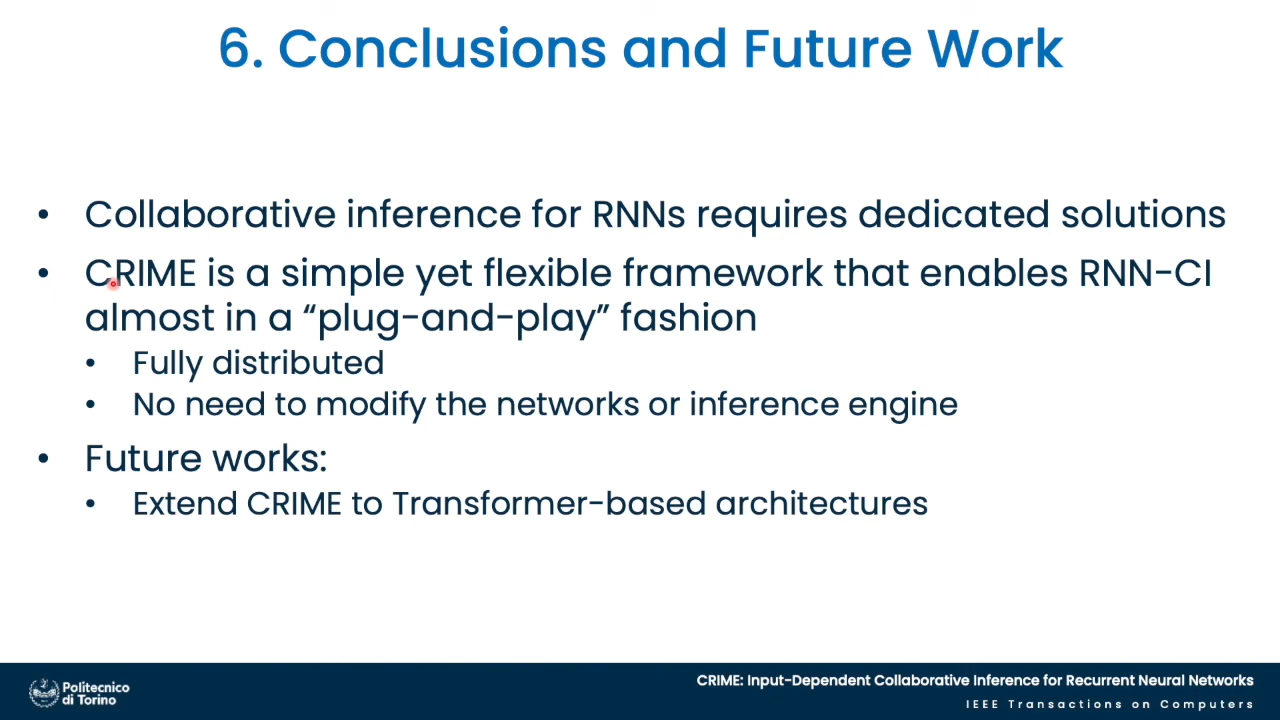 6. Conclusions and Future Work
• Collaborative inference for RNNs requires dedicated solutions
• CRIME is a simple yet flexible framework that enables RNN-CI
almost in a “plug-and-play” fashion
• Fully distributed
• No need to modify the networks or inference engine
• Future works:
• Extend CRIME to Transformer-based architectures
Politecnico
di Torino
CRIME: Input-Dependent Collaborative Inference for Recurrent Neural Networks
IEEE Transactions on Computers